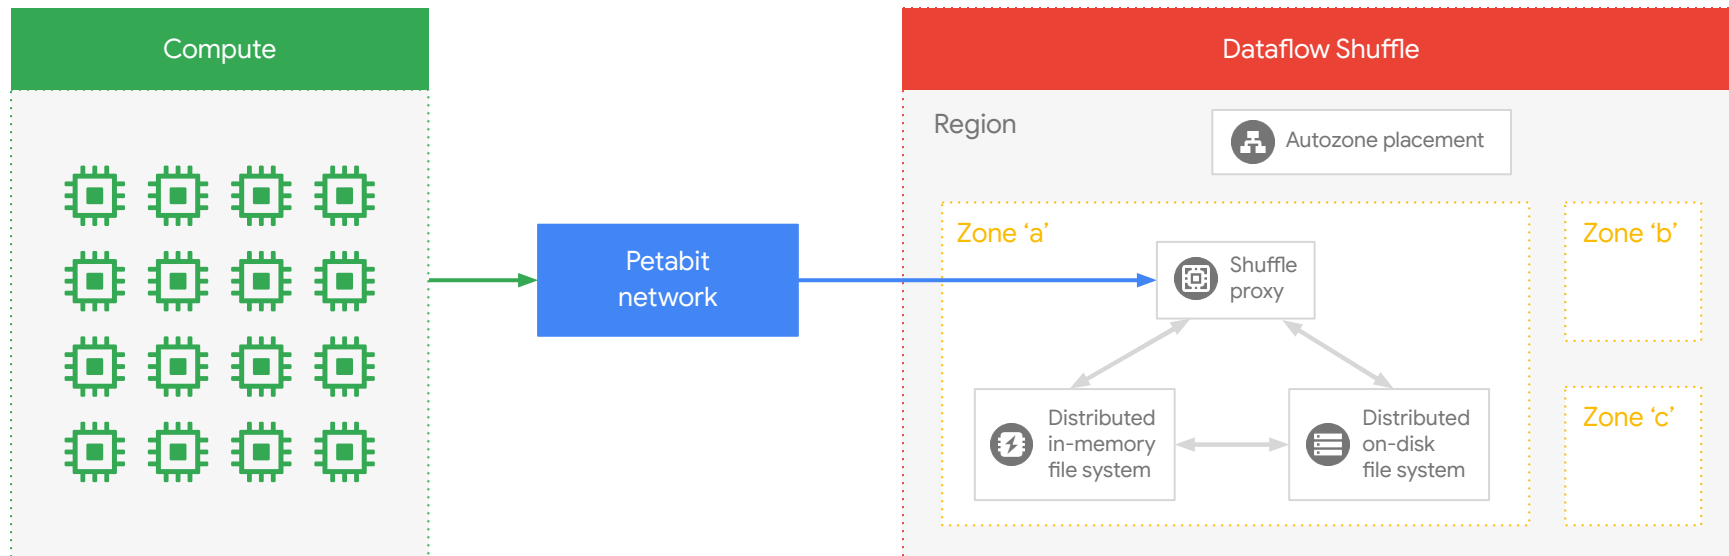 Compute
Dataflow Shuffle
Region
Autozone placement
Petabit
network
Zone ‘a’
Shuffle
proxy
Distributed
in-memory
file system
Distributed
on-disk
file system
Zone ‘b’
Zone ‘c’